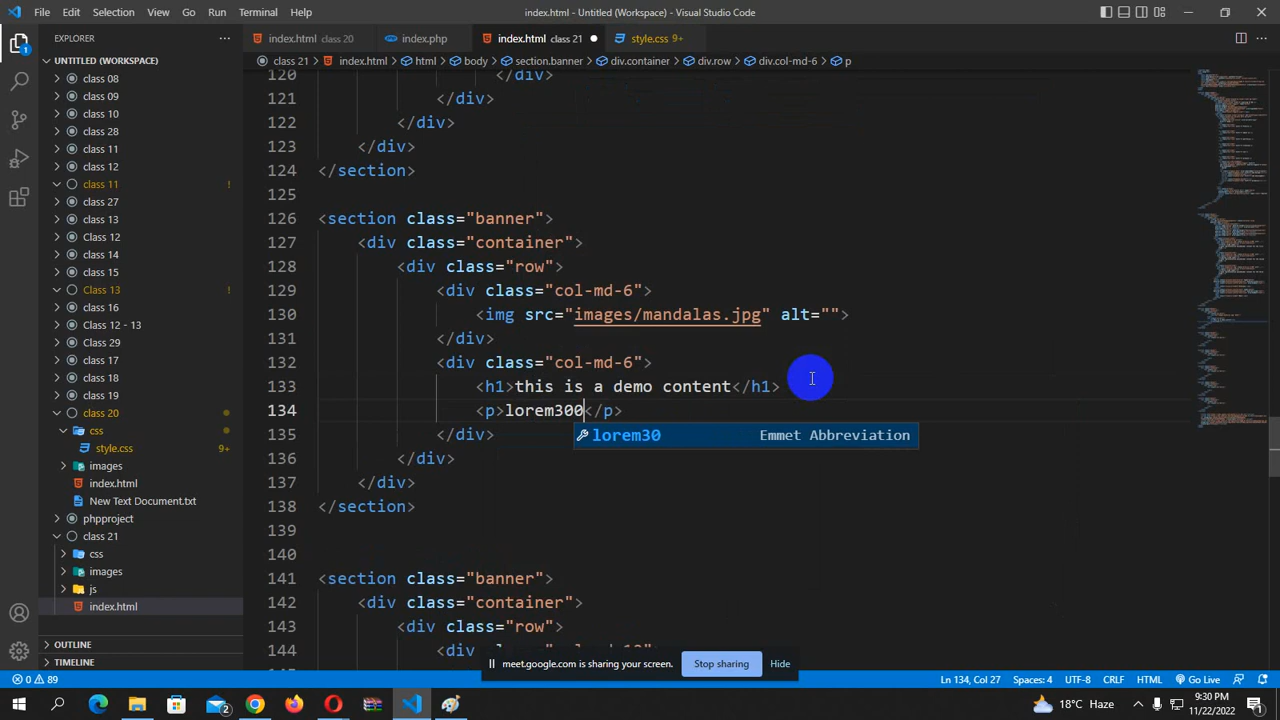 File Edit Selection View Go Run Terminal Help
index.html - Untitled (Workspace) - Visual Studio Code
EXPLORER
index.html class 20
index.php
index.html class 21
style.css 9+
UNTITLED (WORKSPACE)
class 21 > index.html > html > body > section.banner > div.container > div.row > div.col-md-6 > p
class 08
class 09
class 10
class 28
class 11
class 12
class 11 !
class 27
class 13
Class 12
class 14
class 15
Class 13 !
class 16
Class 12 - 13
Class 29
class 17
class 18
class 19
class 20
css
style.css 9+
images
index.html
New Text Document.txt
phpproject
class 21
css
images
js
index.html
OUTLINE
TIMELINE
120 </div>
121 </div>
122 </div>
123 </div>
124 </section>
125
126 <section class="banner">
127 <div class="container">
128 <div class="row">
129 <div class="col-md-6">
130 <img src="images/mandalas.jpg" alt="">
131 </div>
132 <div class="col-md-6">
133 <h1>this is a demo content</h1>
134 <p>lorem300</p>
lorem30 Emmet Abbreviation
135 </div>
136 </div>
137 </div>
138 </section>
139
140
141 <section class="banner">
142 <div class="container">
143 <div class="row">
144
meet.google.com is sharing your screen. Stop sharing Hide
0 89
Ln 134, Col 27 Spaces: 4 UTF-8 CRLF HTML Go Live
18°C Haze
9:30 PM
11/22/2022